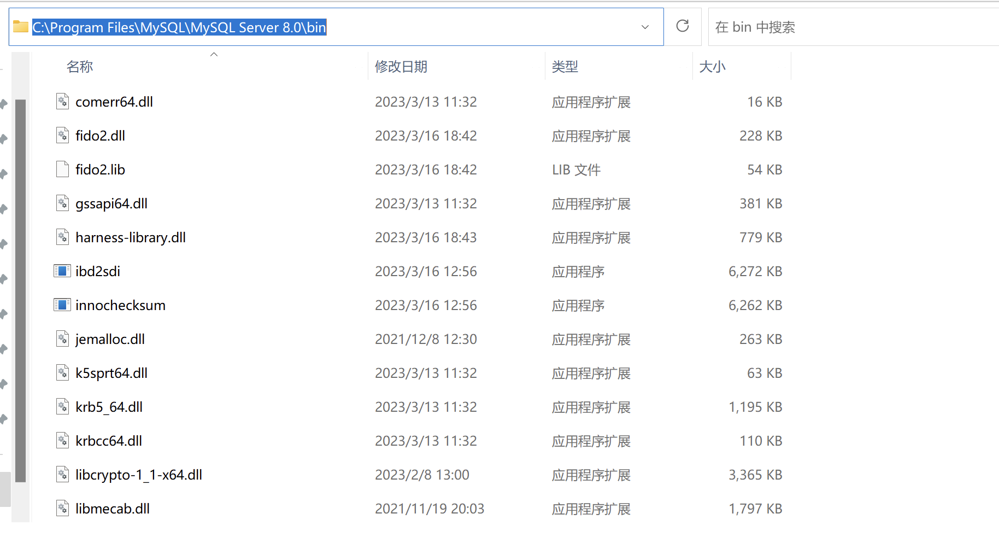 C:\Program Files\MySQL\MySQL Server 8.0\bin 在 bin 中搜索
名称 修改日期 类型 大小
comerr64.dll 2023/3/13 11:32 应用程序扩展 16 KB
fido2.dll 2023/3/16 18:42 应用程序扩展 228 KB
fido2.lib 2023/3/16 18:42 LIB 文件 54 KB
gssapi64.dll 2023/3/13 11:32 应用程序扩展 381 KB
harness-library.dll 2023/3/16 18:43 应用程序扩展 779 KB
ibd2sdi 2023/3/16 12:56 应用程序 6,272 KB
innochecksum 2023/3/16 12:56 应用程序 6,262 KB
jemalloc.dll 2021/12/8 12:30 应用程序扩展 263 KB
k5sprt64.dll 2023/3/13 11:32 应用程序扩展 63 KB
krb5_64.dll 2023/3/13 11:32 应用程序扩展 1,195 KB
krbcc64.dll 2023/3/13 11:32 应用程序扩展 110 KB
libcrypto-1_1-x64.dll 2023/2/8 13:00 应用程序扩展 3,365 KB
libmecab.dll 2021/11/19 20:03 应用程序扩展 1,797 KB